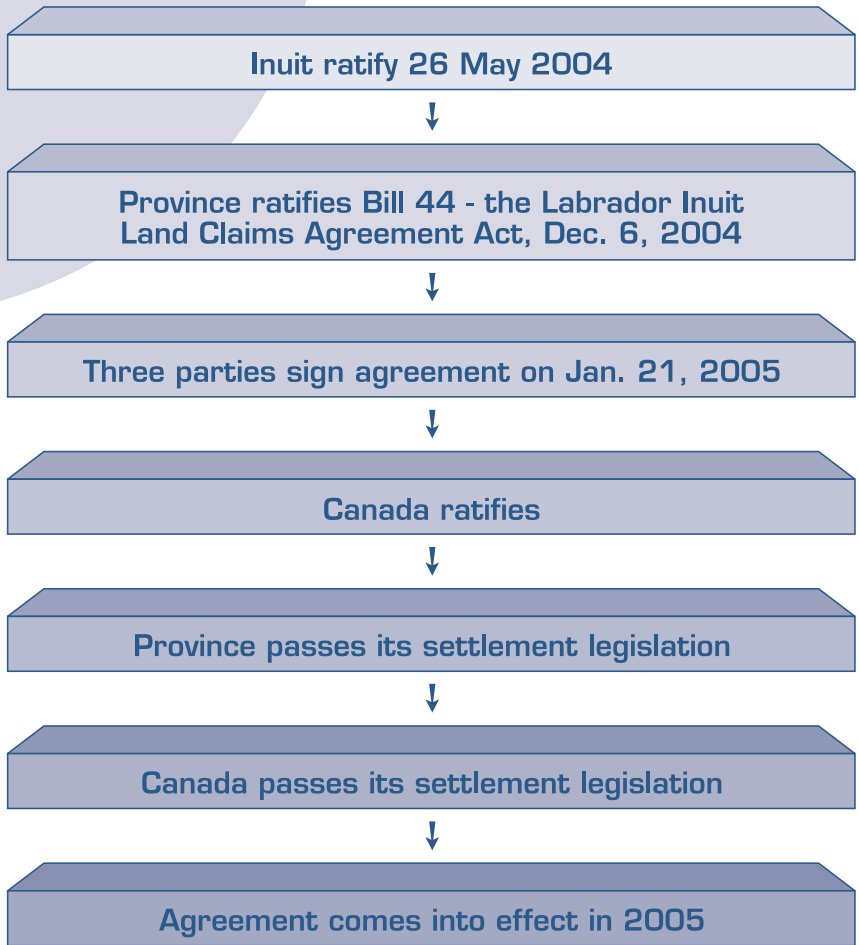 Inuit ratify 26 May 2004
Province ratifies Bill 44 - the Labrador Inuit
Land Claims Agreement Act, Dec. 6, 2004
Three parties sign agreement on Jan. 21, 2005
Canada ratifies
Province passes its settlement legislation
Canada passes its settlement legislation
Agreement comes into effect in 2005